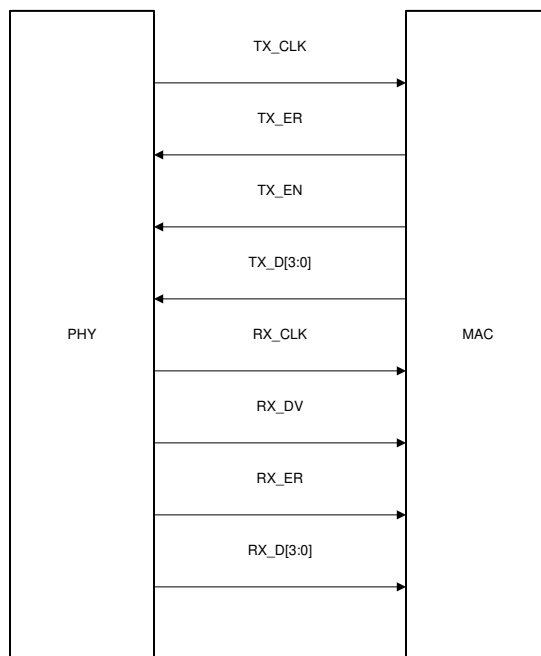 TX_CLK
TX_ER
TX_EN
TX_D[3:0]
PHY
RX_CLK
MAC
RX_DV
RX_ER
RX_D[3:0]